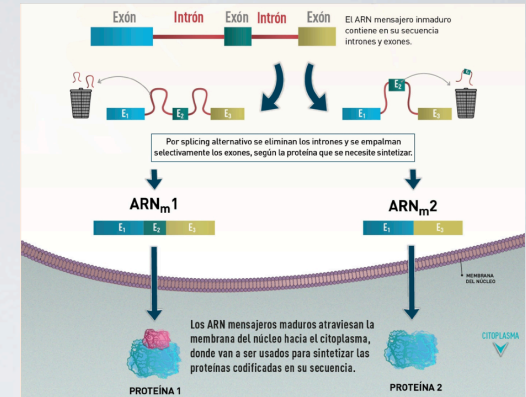 Exón Intrón Exón Intrón Exón
El ARN mensajero inmaduro
contiene en su secuencia
intrones y exones.
E1 E2 E3
E2
E2
E1 E3
Por splicing alternativo se eliminan los intrones y se empalman
selectivamente los exones, según la proteína que se necesite sintetizar.
ARNm1
ARNm2
E1 E2 E3
E1 E3
MEMBRANA
DEL NÚCLEO
Los ARN mensajeros maduros atraviesan la
membrana del núcleo hacia el citoplasma,
donde van a ser usados para sintetizar las
proteínas codificadas en su secuencia.
CITOPLASMA
PROTEÍNA 1
PROTEÍNA 2